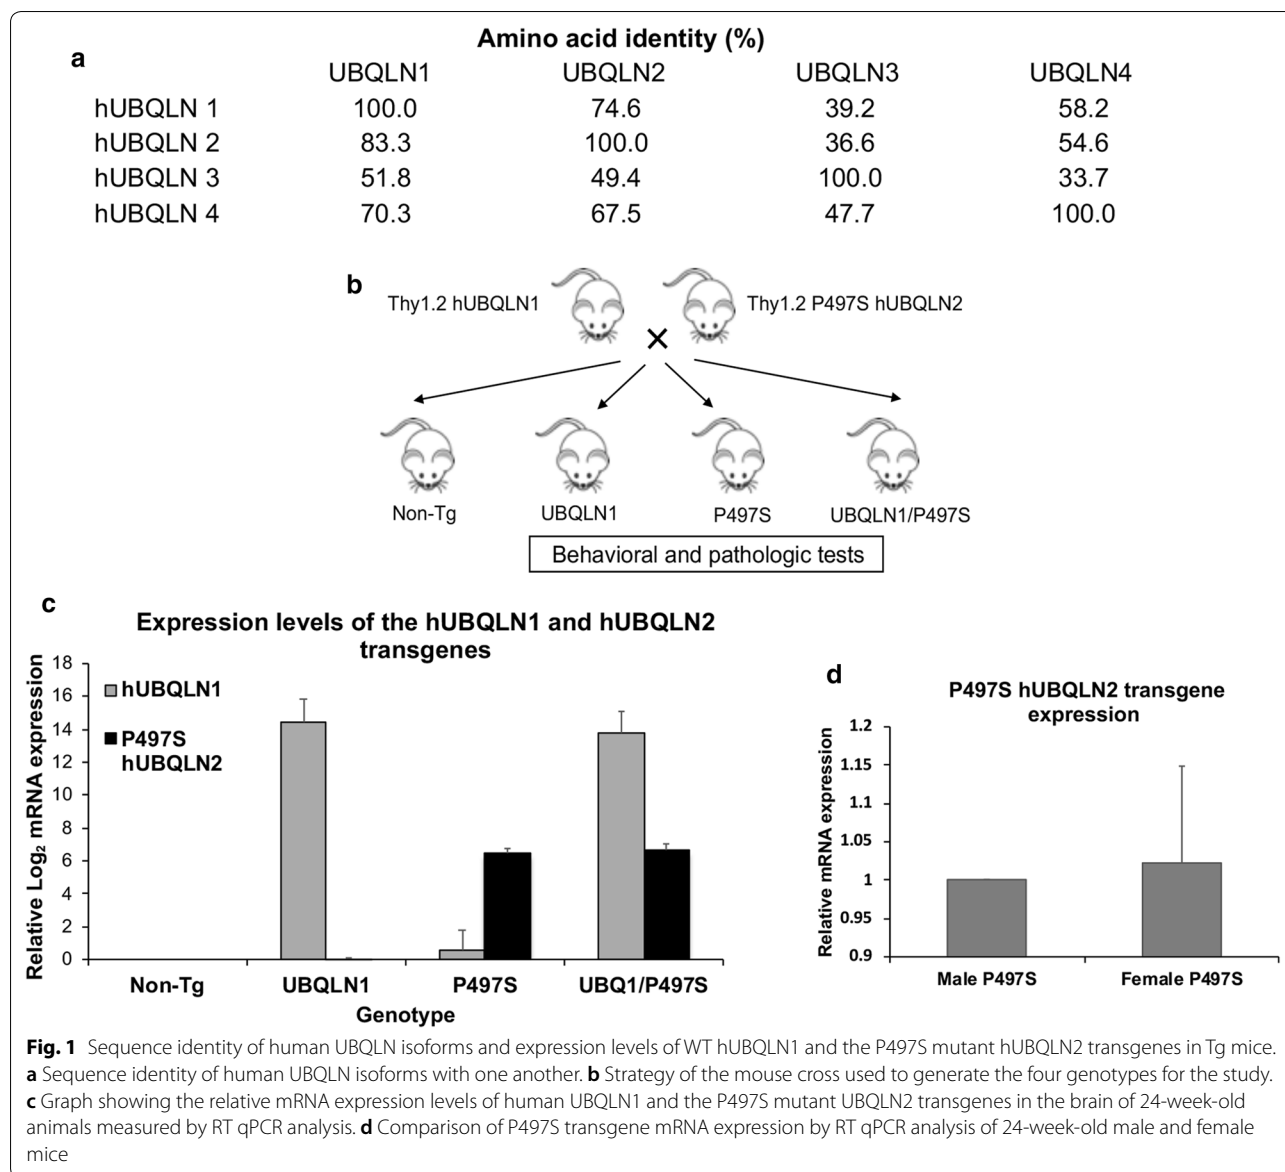 a
Amino acid identity (%)
UBQLN1 UBQLN2 UBQLN3 UBQLN4
hUBQLN 1 100.0 74.6 39.2 58.2
hUBQLN 2 83.3 100.0 36.6 54.6
hUBQLN 3 51.8 49.4 100.0 33.7
hUBQLN 4 70.3 67.5 47.7 100.0
b
Thy1.2 hUBQLN1
Thy1.2 P497S hUBQLN2
×
Non-Tg UBQLN1 P497S UBQLN1/P497S
Behavioral and pathologic tests
c
Expression levels of the hUBQLN1 and hUBQLN2
transgenes
Relative Log₂ mRNA expression
18
16
14
12
10
8
6
4
2
0
hUBQLN1
P497S
hUBQLN2
Non-Tg UBQLN1 P497S UBQ1/P497S
Genotype
d
P497S hUBQLN2 transgene
expression
Relative mRNA expression
1.2
1.15
1.1
1.05
1
0.95
0.9
Male P497S Female P497S
Fig. 1 Sequence identity of human UBQLN isoforms and expression levels of WT hUBQLN1 and the P497S mutant hUBQLN2 transgenes in Tg mice.
a Sequence identity of human UBQLN isoforms with one another. b Strategy of the mouse cross used to generate the four genotypes for the study.
c Graph showing the relative mRNA expression levels of human UBQLN1 and the P497S mutant UBQLN2 transgenes in the brain of 24-week-old
animals measured by RT qPCR analysis. d Comparison of P497S transgene mRNA expression by RT qPCR analysis of 24-week-old male and female
mice